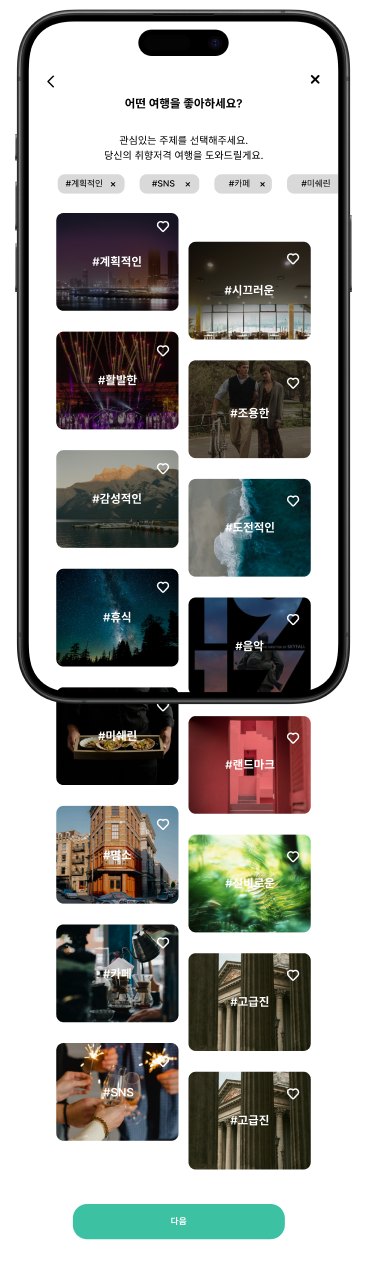 어떤 여행을 좋아하세요?
관심있는 주제를 선택해주세요.
당신의 취향저격 여행을 도와드릴게요.
#계획적인 ×
#SNS ×
#카페 ×
#미쉐린
#계획적인
#시끄러운
#활발한
#조용한
#감성적인
#도전적인
#휴식
#음악
#미쉐린
#랜드마크
#명소
#신비로운
#카페
#고급진
#SNS
#고급진
다음